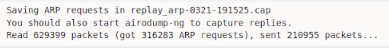 Saving ARP requests in replay_arp-0321-191525.cap
You should also start airodump-ng to capture replies.
Read 629399 packets (got 316283 ARP requests), sent 210955 packets...